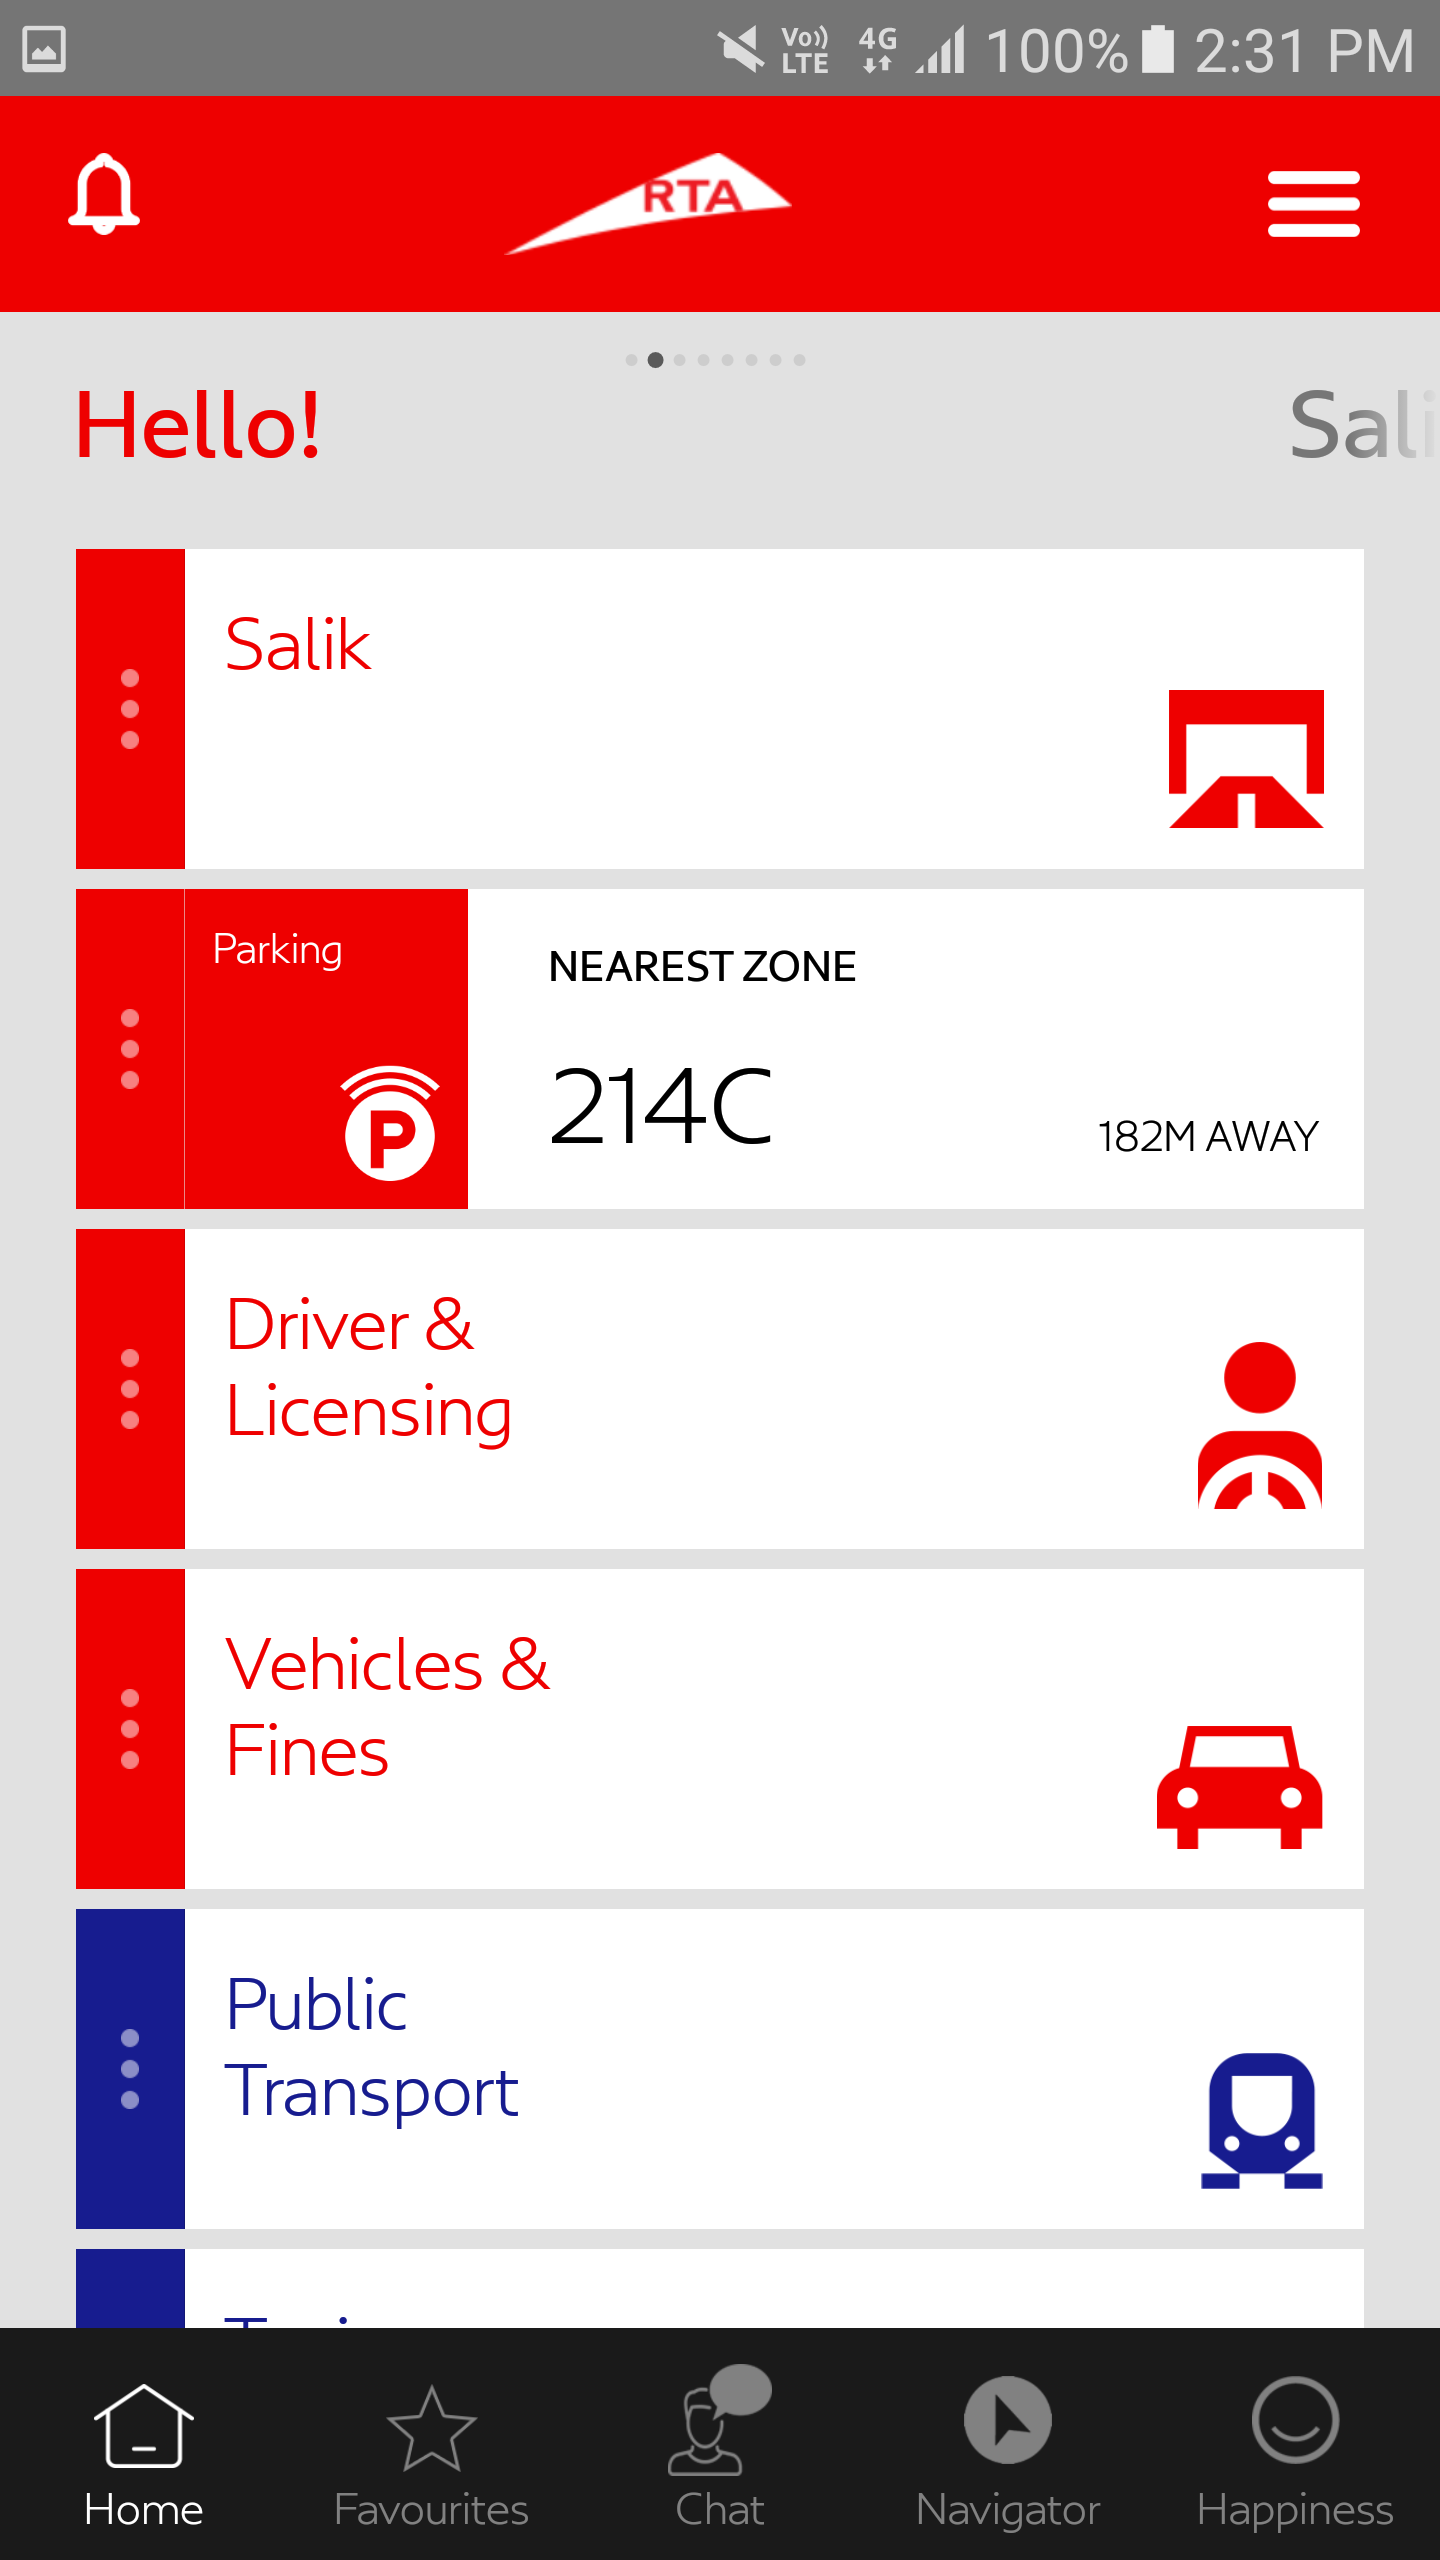 Vo)) LTE 4G 100% 2:31 PM
RTA
Hello!
Sali
Salik
Parking
NEAREST ZONE
214C
182M AWAY
Driver &
Licensing
Vehicles &
Fines
Public
Transport
Home
Favourites
Chat
Navigator
Happiness